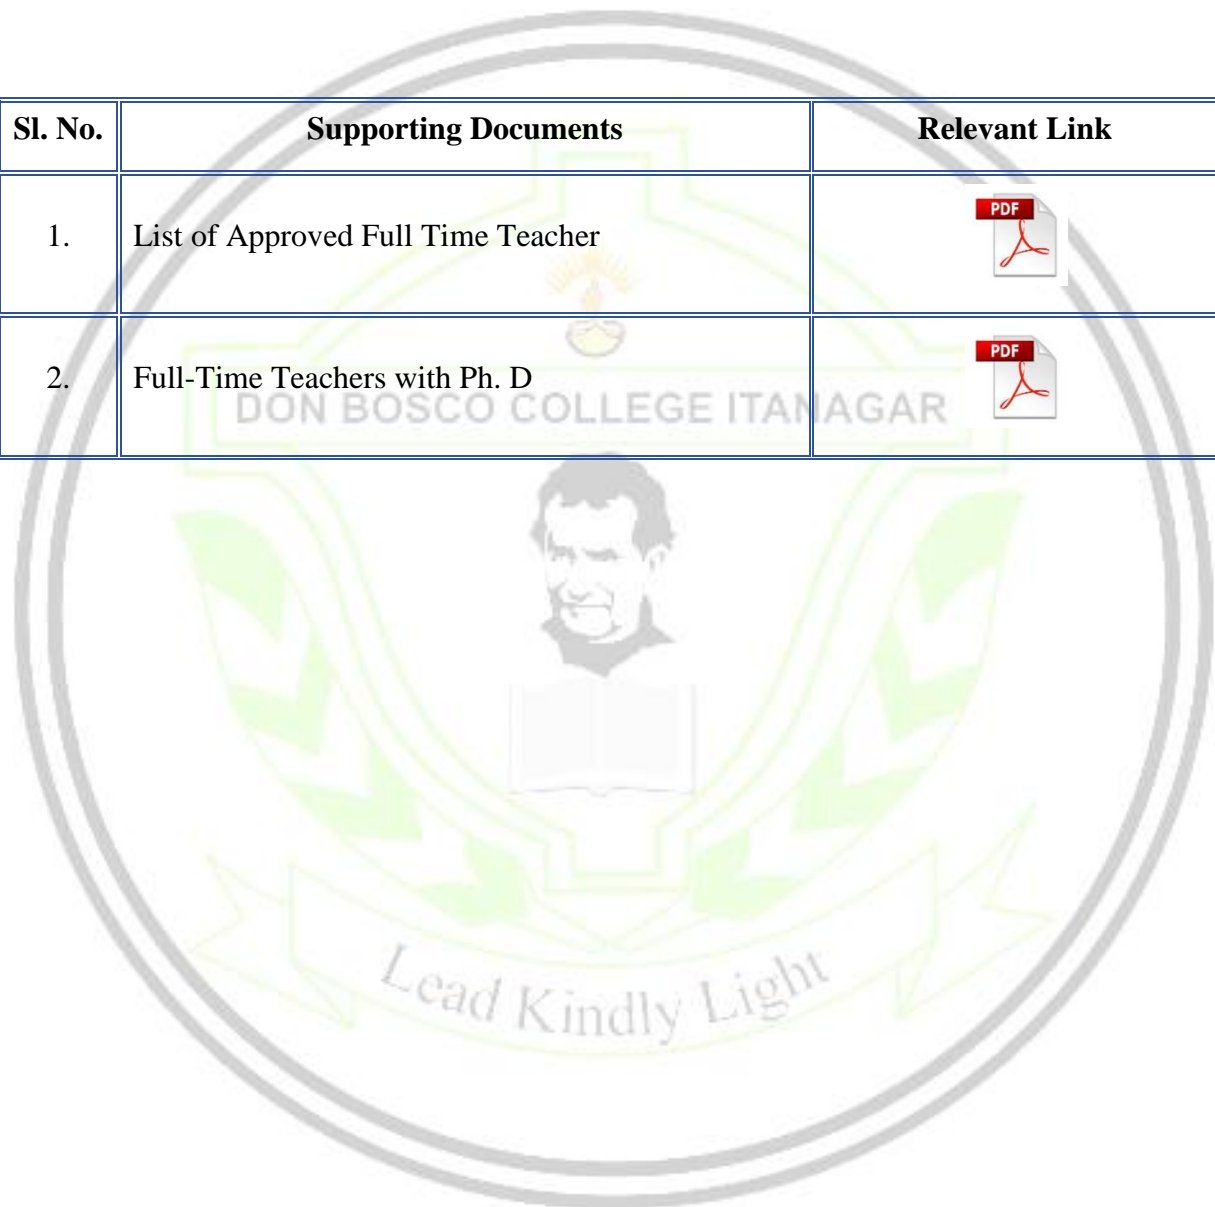 Sl. No. Supporting Documents Relevant Link
1. List of Approved Full Time Teacher PDF
2. Full-Time Teachers with Ph. D PDF
DON BOSCO COLLEGE ITANAGAR
Lead Kindly Light